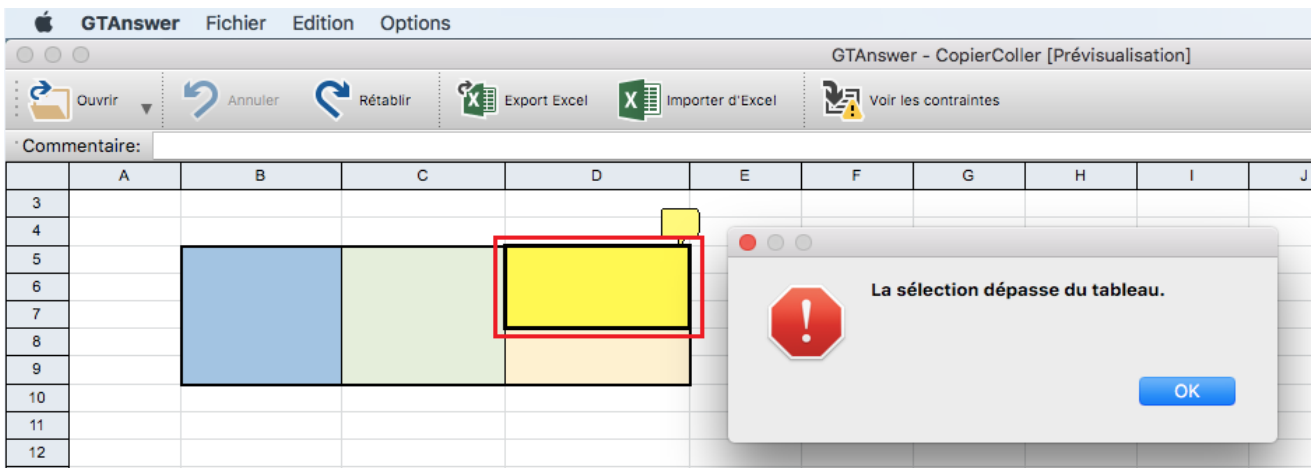 GTAnswer Fichier Edition Options
GTAnswer - CopierColler [Prévisualisation]
Ouvrir Annuler Rétablir Export Excel Importer d'Excel Voir les contraintes
Commentaire:
A B C D E F G H I J
3
4
5
6
7
8
9
10
11
12
La sélection dépasse du tableau.
OK